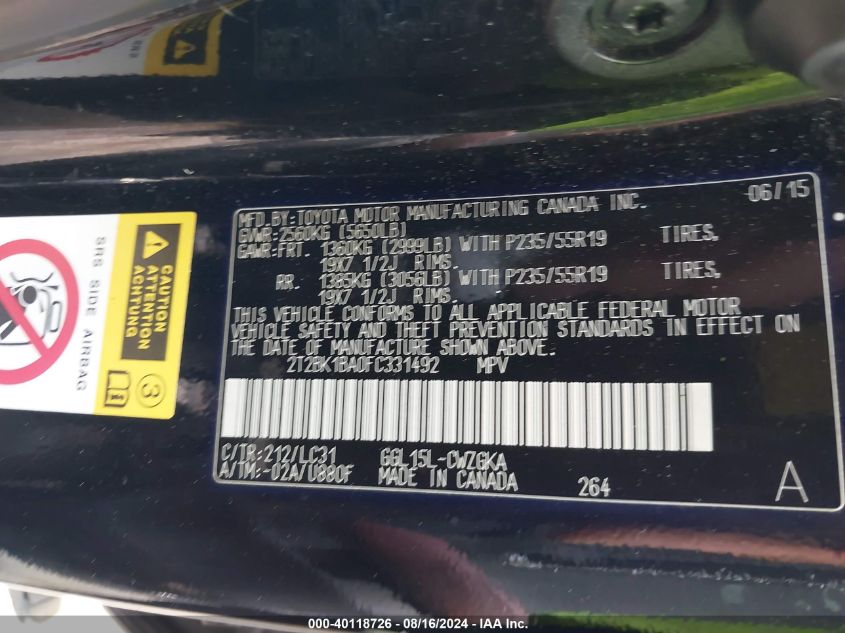 SRS
MFD.BY:TOYOTA MOTOR MANUFACTURING CANADA INC. 06/15
GVWR:2560KG (5650LB)
GAWR:FRT. 1360KG (2999LB) WITH P235/55R19 TIRES,
19X7 1/2J RIMS.
RR. 1385KG (3056LB) WITH P235/55R19 TIRES,
19X7 1/2J RIMS.
THIS VEHICLE CONFORMS TO ALL APPLICABLE FEDERAL MOTOR
VEHICLE SAFETY AND THEFT PREVENTION STANDARDS IN EFFECT ON
THE DATE OF MANUFACTURE SHOWN ABOVE.
2T2BK1BA0FC331492 MPV
C/TR:212/LC31 GGL15L-CWZGKA
A/TM:-02A/U880F MADE IN CANADA 264 A
SRS SIDE AIRBAG
CAUTION
ATTENTION
ACHTUNG
3
000-40118726 - 08/16/2024 - IAA Inc.